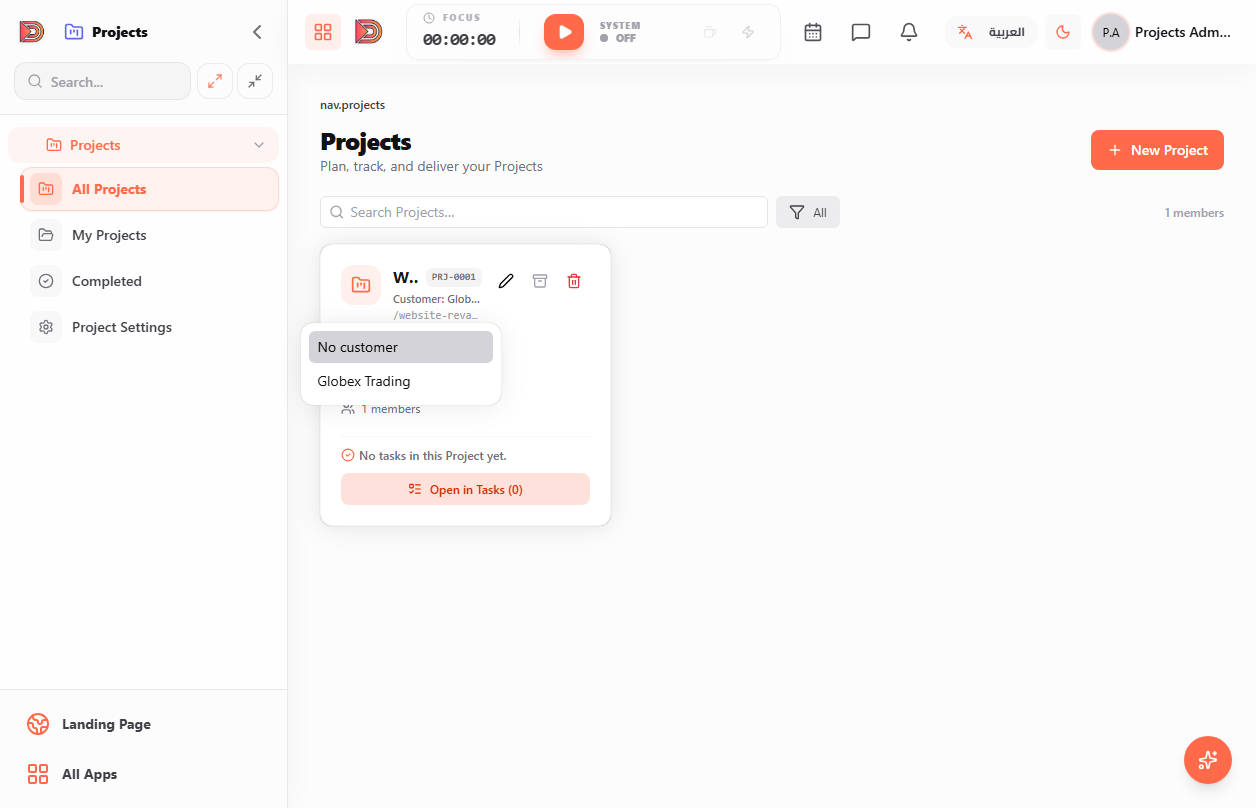 Projects
Search...
Projects
All Projects
My Projects
Completed
Project Settings
Landing Page
All Apps
FOCUS
00:00:00
SYSTEM
OFF
العربية
P.A
Projects Adm...
nav.projects
Projects
Plan, track, and deliver your Projects
New Project
Search Projects...
All
1 members
W..
PRJ-0001
Customer: Glob...
/website-reva…
No customer
Globex Trading
1 members
No tasks in this Project yet.
Open in Tasks (0)